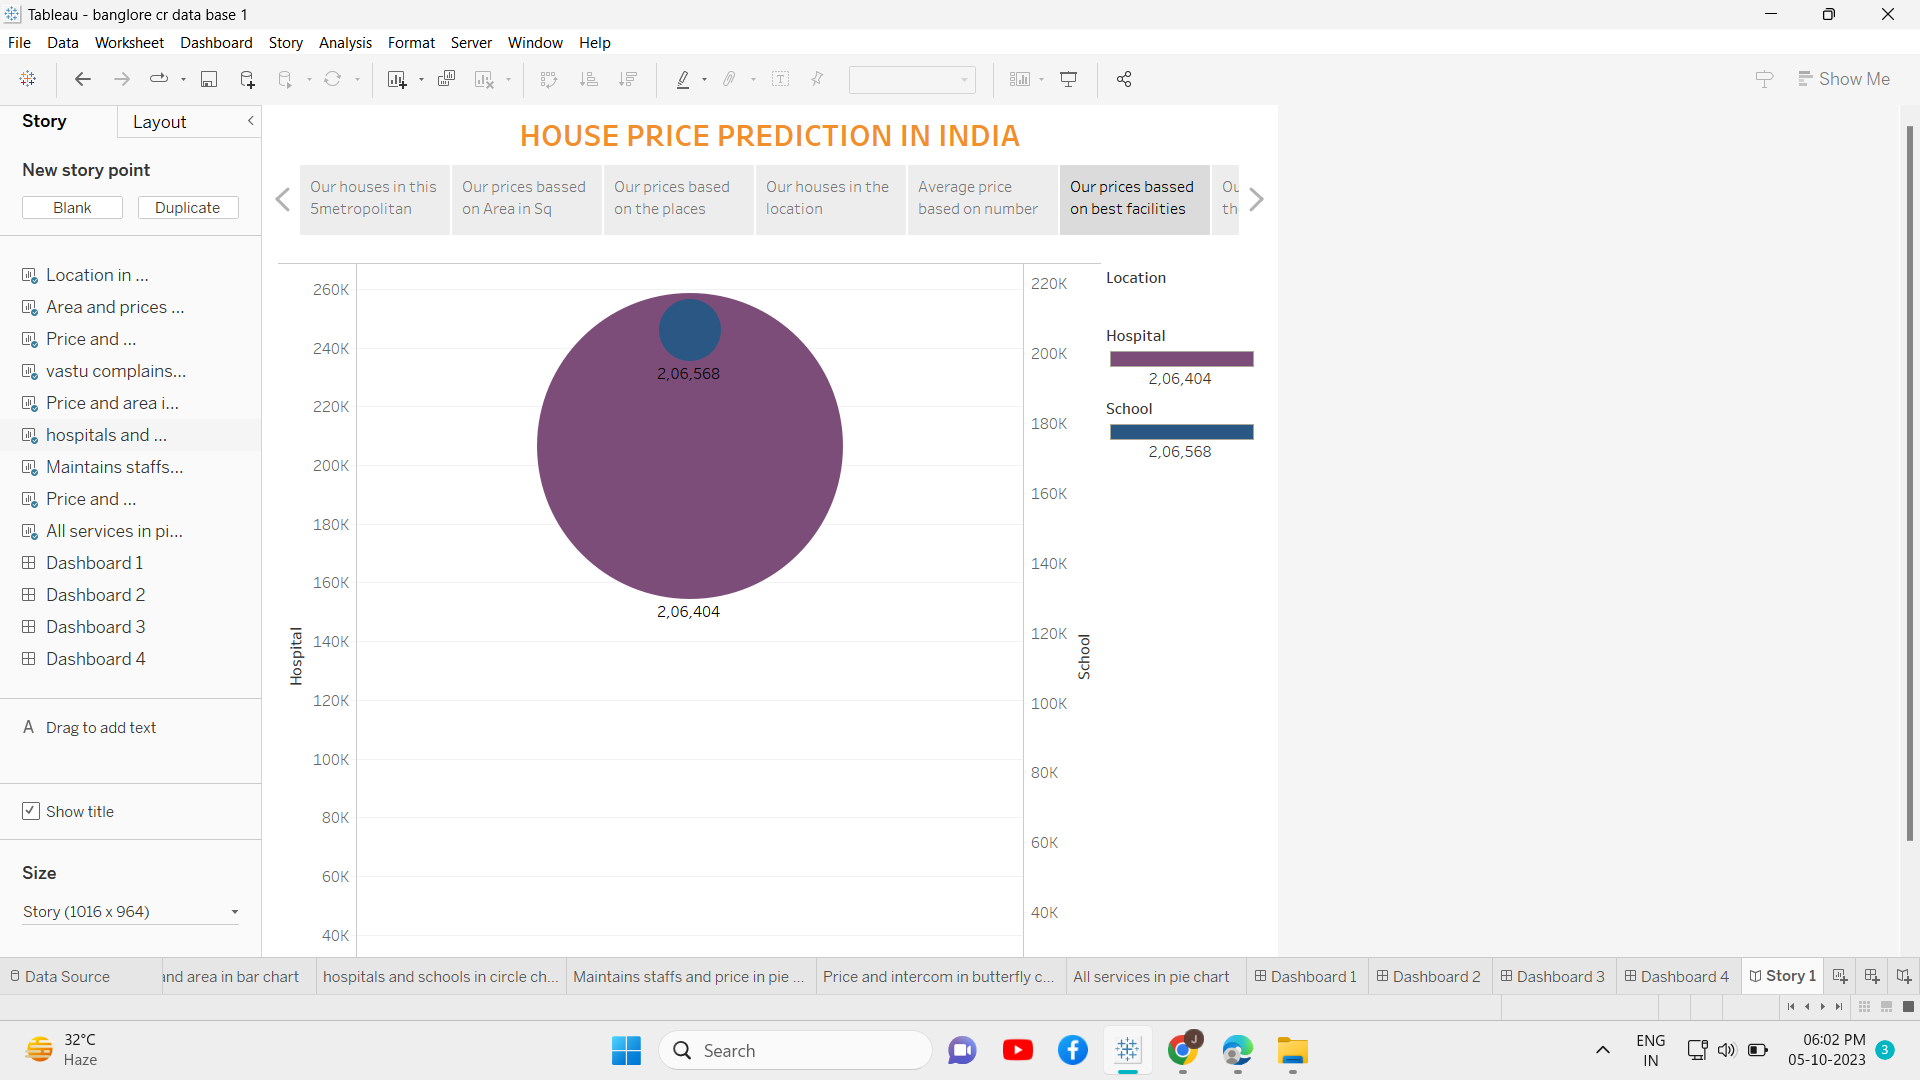 Tableau - banglore cr data base 1
File Data Worksheet Dashboard Story Analysis Format Server Window Help
Show Me
Story
Layout
New story point
Blank
Duplicate
Location in ...
Area and prices ...
Price and ...
vastu complains...
Price and area i...
hospitals and ...
Maintains staffs...
Price and ...
All services in pi...
Dashboard 1
Dashboard 2
Dashboard 3
Dashboard 4
A Drag to add text
Show title
Size
Story (1016 x 964)
HOUSE PRICE PREDICTION IN INDIA
Our houses in this
5metropolitan
Our prices bassed
on Area in Sq
Our prices based
on the places
Our houses in the
location
Average price
based on number
Our prices bassed
on best facilities
Ou
th
260K
240K
220K
200K
180K
160K
140K
120K
100K
80K
60K
40K
Hospital
2,06,568
2,06,404
220K
200K
180K
160K
140K
120K
100K
80K
60K
40K
School
Location
Hospital
2,06,404
School
2,06,568
Data Source
and area in bar chart
hospitals and schools in circle ch...
Maintains staffs and price in pie ...
Price and intercom in butterfly c...
All services in pie chart
Dashboard 1
Dashboard 2
Dashboard 3
Dashboard 4
Story 1
32°C
Haze
Search
J
ENG
IN
06:02 PM
05-10-2023
3